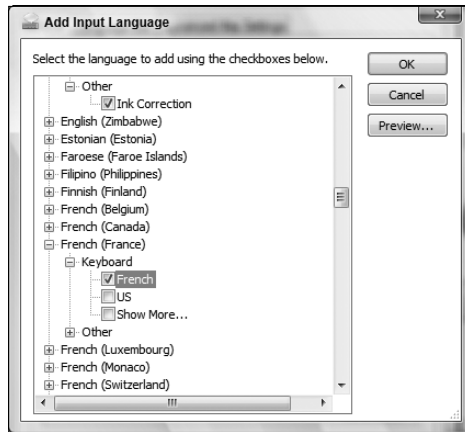 Add Input Language
Select the language to add using the checkboxes below.
OK
Cancel
Preview...
Other
Ink Correction
English (Zimbabwe)
Estonian (Estonia)
Faroese (Faroe Islands)
Filipino (Philippines)
Finnish (Finland)
French (Belgium)
French (Canada)
French (France)
Keyboard
French
US
Show More...
Other
French (Luxembourg)
French (Monaco)
French (Switzerland)